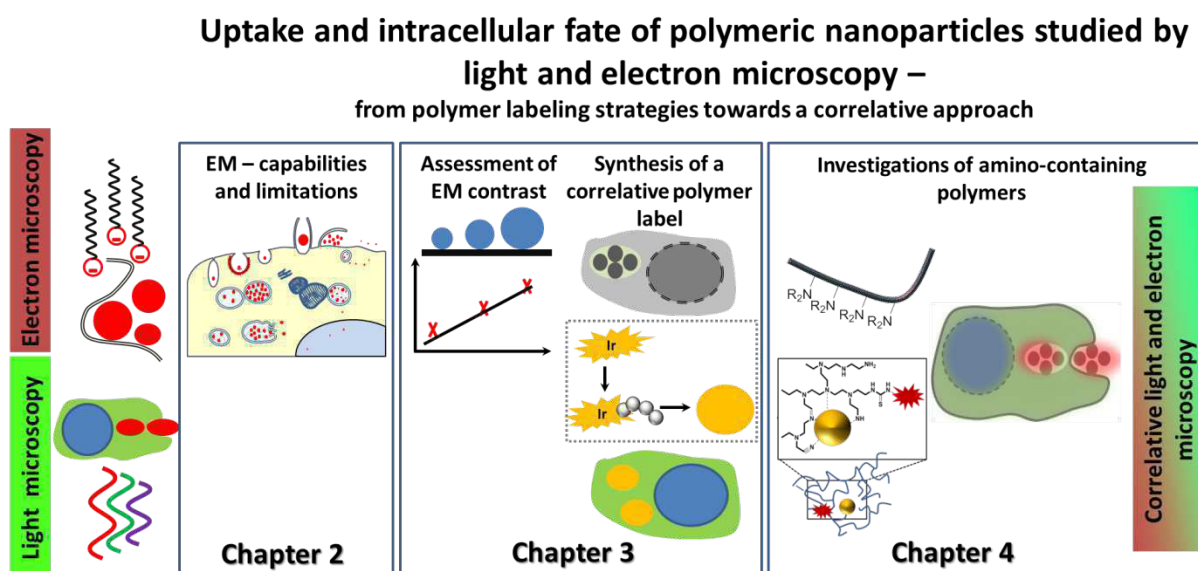 Uptake and intracellular fate of polymeric nanoparticles studied by
light and electron microscopy –
from polymer labeling strategies towards a correlative approach
Electron microscopy
Light microscopy
EM – capabilities
and limitations
Chapter 2
Assessment of
EM contrast
Synthesis of a
correlative polymer
label
Ir
Ir
Chapter 3
Investigations of amino-containing
polymers
R₂N
R₂N
R₂N
R₂N
NH₂
Chapter 4
Correlative light and electron
microscopy